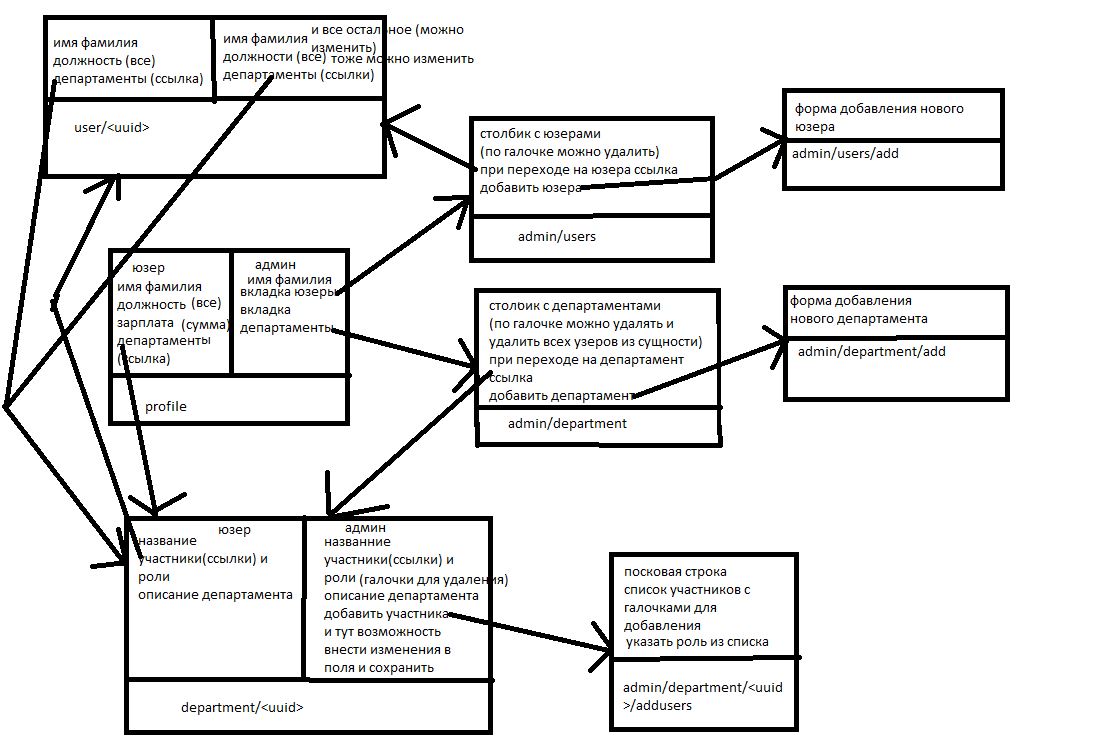 имя фамилия
должность (все)
департаменты (ссылка)
имя фамилия
должности (все)
департаменты (ссылки)
и все остальное (можно
изменить)
тоже можно изменить
user/<uuid>
столбик с юзерами
(по галочке можно удалить)
при переходе на юзера ссылка
добавить юзера
admin/users
форма добавления нового
юзера
admin/users/add
юзер
имя фамилия
должность (все)
зарплата (сумма)
департаменты
(ссылка)
админ
имя фамилия
вкладка юзеры
вкладка
департаменты
profile
столбик с департаментами
(по галочке можно удалять и
удалить всех узеров из сущности)
при переходе на департамент
ссылка
добавить департамент
admin/department
форма добавления
нового департамента
admin/department/add
юзер
название
участники(ссылки) и
роли
описание департамента
админ
названние
участники(ссылки) и
роли (галочки для удаления)
описание департамента
добавить участника
и тут возможность
внести изменения в
поля и сохранить
department/<uuid>
посковая строка
список участников с
галочками для
добавления
указать роль из списка
admin/department/<uuid
>/addusers